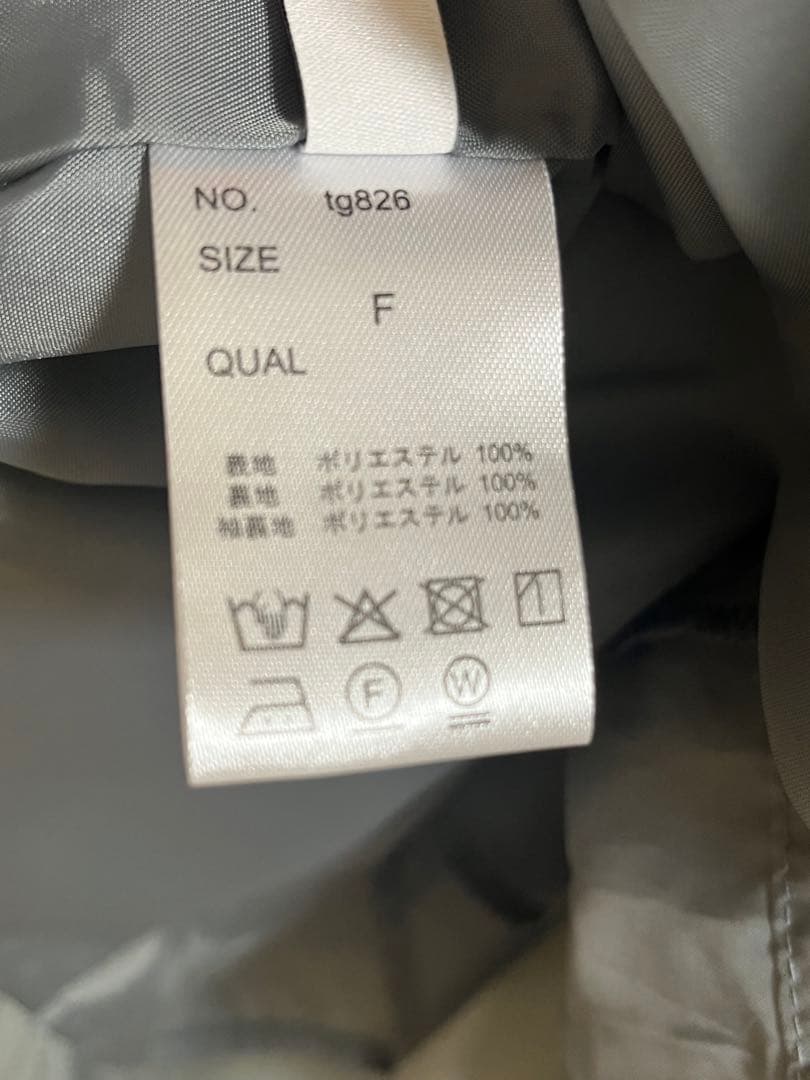 NO. tg826
SIZE
F
QUAL
表地 ポリエステル 100%
裏地 ポリエステル 100%
袖裏地 ポリエステル 100%
F
W